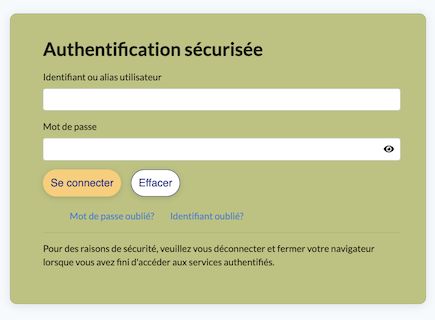 Authentification sécurisée
Identifiant ou alias utilisateur
Mot de passe
Se connecter Effacer
Mot de passe oublié? Identifiant oublié?
Pour des raisons de sécurité, veuillez vous déconnecter et fermer votre navigateur
lorsque vous avez fini d'accéder aux services authentifiés.